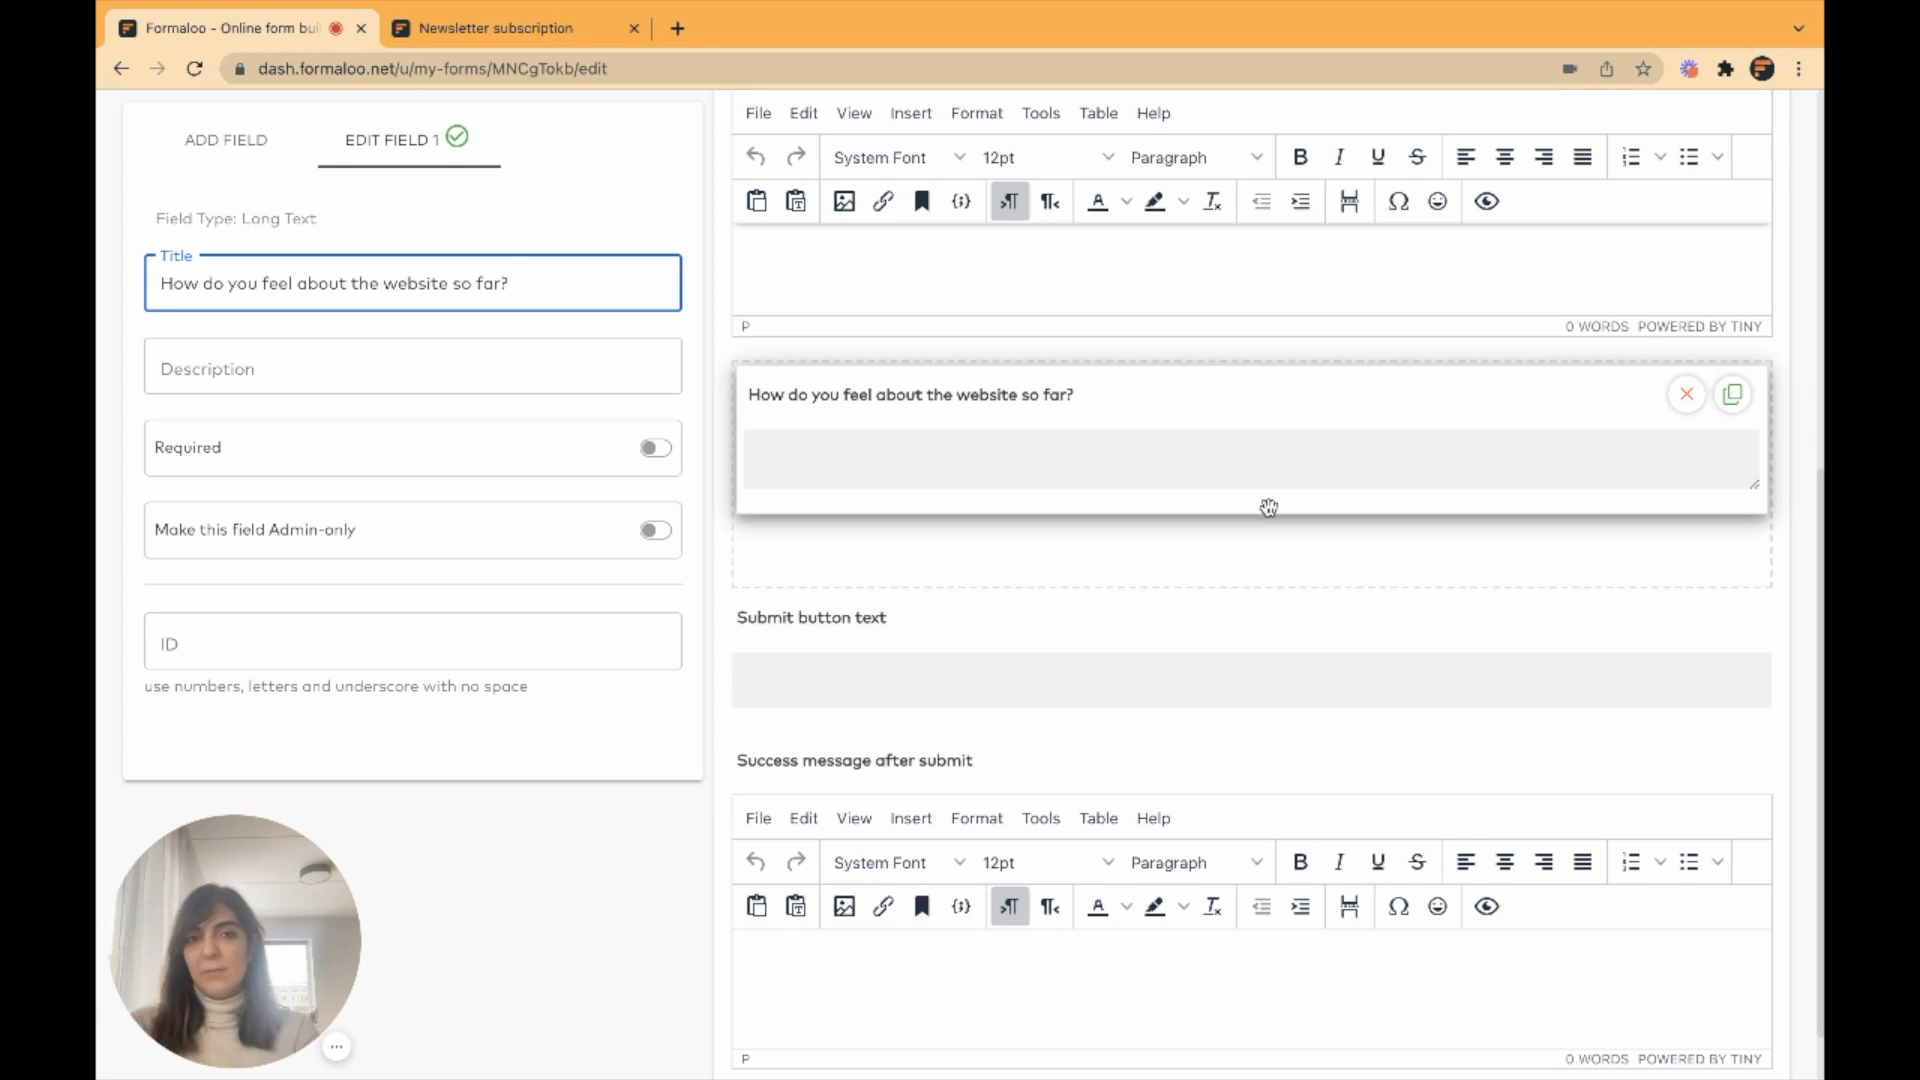 Formaloo - Online form bui
Newsletter subscription
dash.formaloo.net/u/my-forms/MNCgTokb/edit
ADD FIELD
EDIT FIELD 1
Field Type: Long Text
Title
How do you feel about the website so far?
Description
Required
Make this field Admin-only
ID
use numbers, letters and underscore with no space
File Edit View Insert Format Tools Table Help
System Font 12pt Paragraph
P 0 WORDS POWERED BY TINY
How do you feel about the website so far?
Submit button text
Success message after submit
File Edit View Insert Format Tools Table Help
System Font 12pt Paragraph
P 0 WORDS POWERED BY TINY